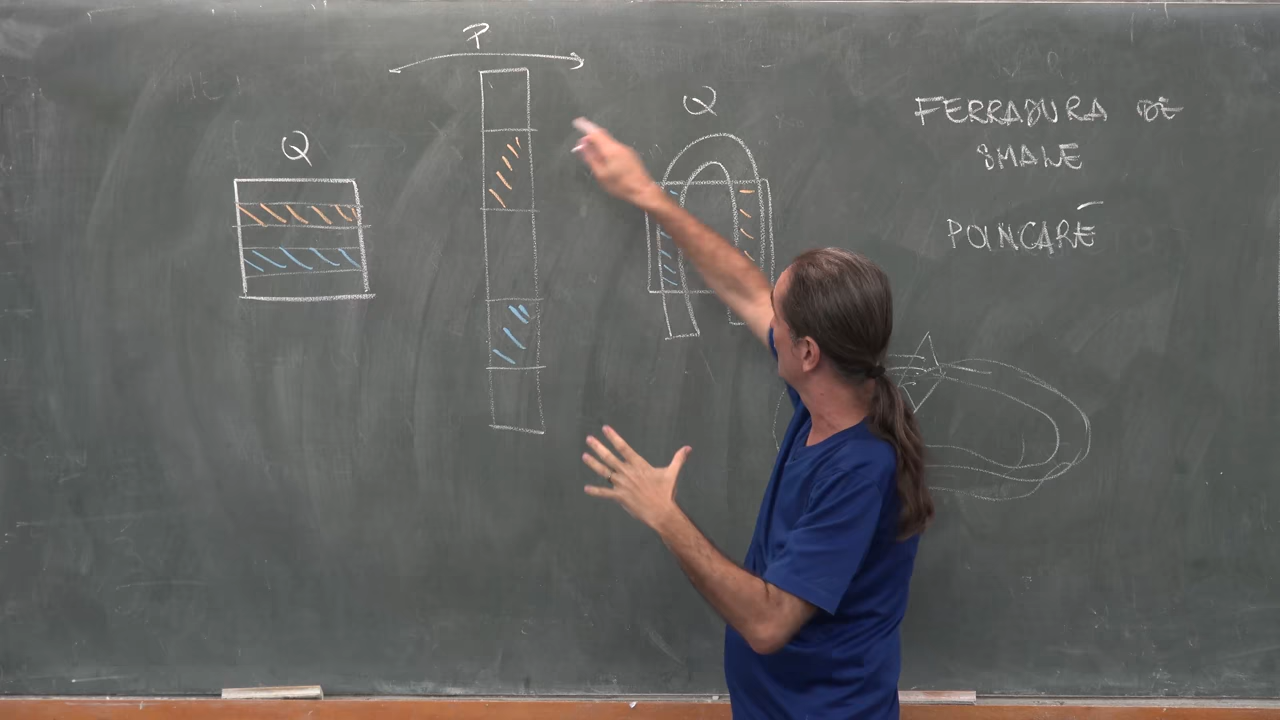 P
Q
Q
FERRADURA DE
SMALE
POINCARÉ